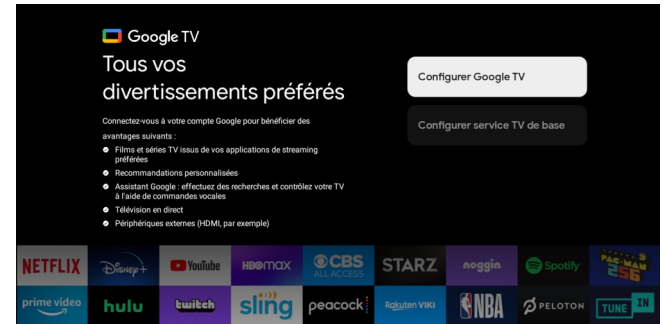 Google TV
Tous vos
divertissements préférés
Connectez-vous à votre compte Google pour bénéficier des
avantages suivants :
Films et séries TV issus de vos applications de streaming
préférées
Recommandations personnalisées
Assistant Google : effectuez des recherches et contrôlez votre TV
à l'aide de commandes vocales
Télévision en direct
Périphériques externes (HDMI, par exemple)
Configurer Google TV
Configurer service TV de base
NETFLIX Disney+ YouTube HBOMAX CBS ALL ACCESS STARZ noggin Spotify PAC-MAN 256
prime video hulu twitch sling peacock Rakuten VIKI NBA PELOTON TUNE IN